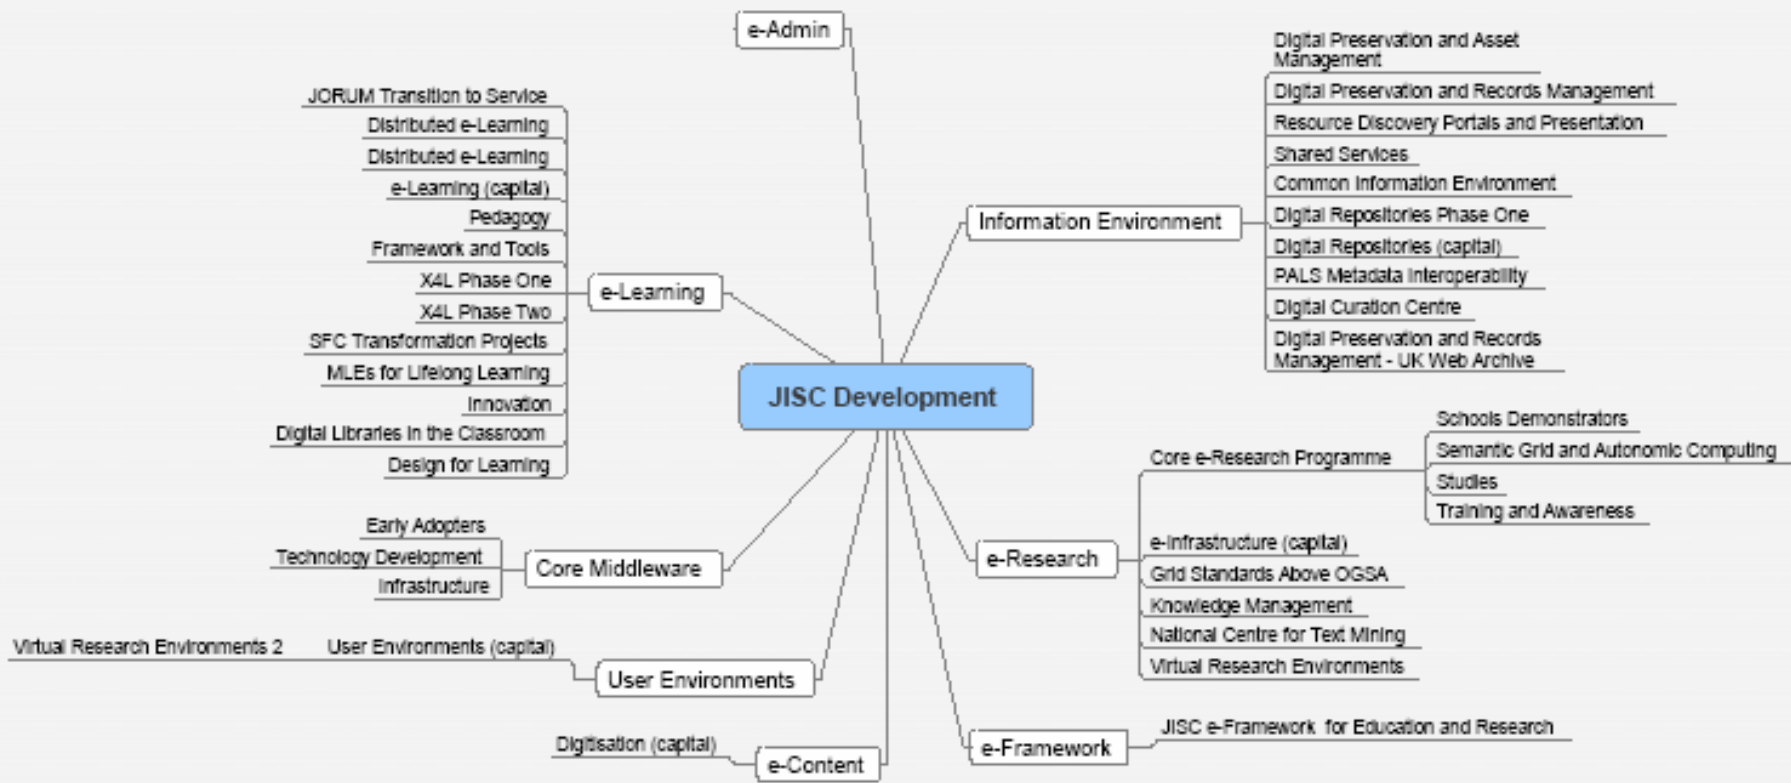 e-Admin
JORUM Transition to Service
Distributed e-Learning
Distributed e-Learning
e-Learning (capital)
Pedagogy
Framework and Tools
X4L Phase One
X4L Phase Two
SFC Transformation Projects
MLEs for Lifelong Learning
Innovation
Digital Libraries in the Classroom
Design for Learning
e-Learning
Early Adopters
Technology Development
Infrastructure
Core Middleware
Virtual Research Environments 2
User Environments (capital)
User Environments
Digitisation (capital)
e-Content
JISC Development
Information Environment
Digital Preservation and Asset
Management
Digital Preservation and Records Management
Resource Discovery Portals and Presentation
Shared Services
Common Information Environment
Digital Repositories Phase One
Digital Repositories (capital)
PALS Metadata Interoperability
Digital Curation Centre
Digital Preservation and Records
Management - UK Web Archive
e-Research
Core e-Research Programme
Schools Demonstrators
Semantic Grid and Autonomic Computing
Studies
Training and Awareness
e-Infrastructure (capital)
Grid Standards Above OGSA
Knowledge Management
National Centre for Text Mining
Virtual Research Environments
e-Framework
JISC e-Framework for Education and Research